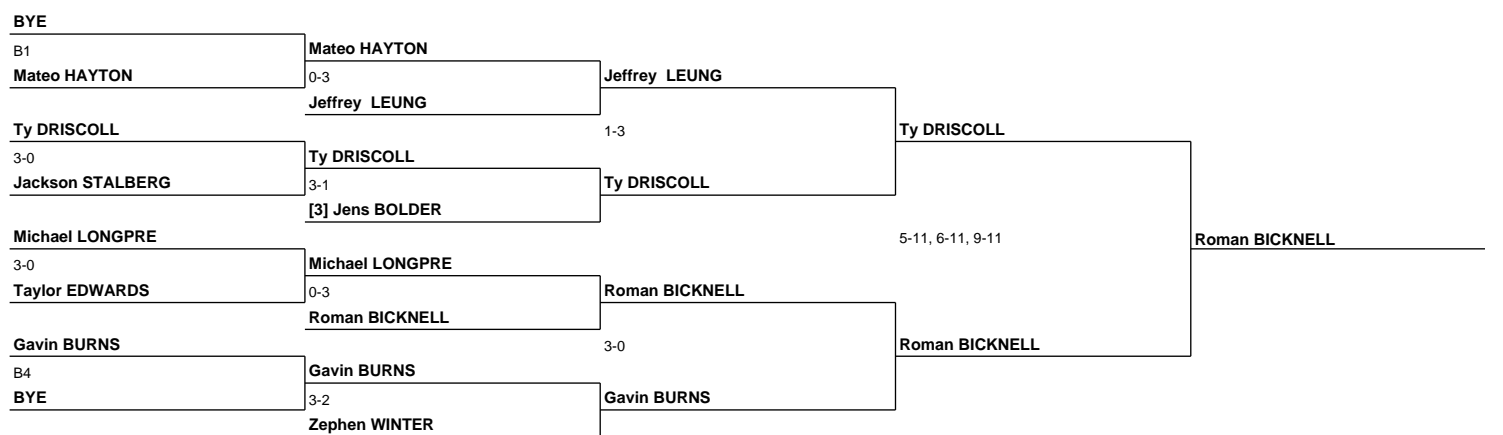 BYE
B1
Mateo HAYTON
Mateo HAYTON
0-3
Jeffrey LEUNG
Jeffrey LEUNG
Ty DRISCOLL
3-0
Jackson STALBERG
Ty DRISCOLL
3-1
[3] Jens BOLDER
1-3
Ty DRISCOLL
Ty DRISCOLL
Michael LONGPRE
3-0
Taylor EDWARDS
Michael LONGPRE
0-3
Roman BICKNELL
Roman BICKNELL
5-11, 6-11, 9-11
Roman BICKNELL
Gavin BURNS
B4
BYE
Gavin BURNS
3-2
Zephen WINTER
3-0
Gavin BURNS
Roman BICKNELL